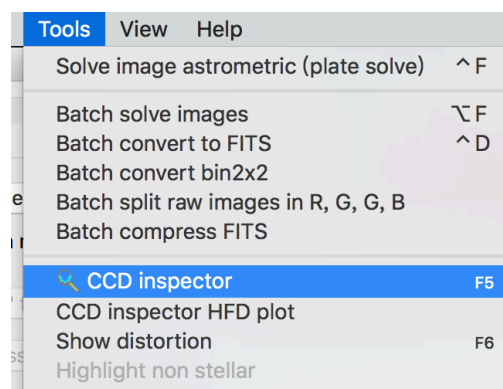 Tools View Help
Solve image astrometric (plate solve) ^ F
Batch solve images ⌥ F
Batch convert to FITS ^ D
Batch convert bin2x2
Batch split raw images in R, G, G, B
Batch compress FITS
CCD inspector F5
CCD inspector HFD plot
Show distortion F6
Highlight non stellar